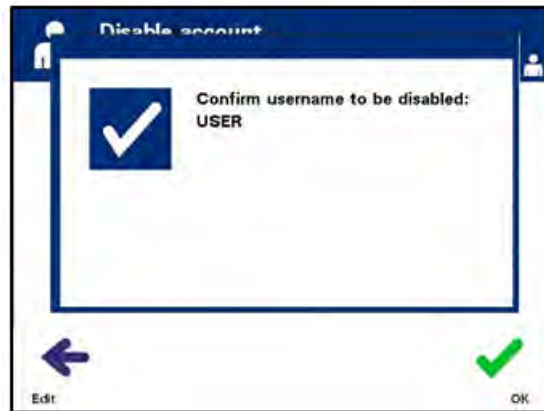 Disable account
Confirm username to be disabled:
USER
Edit
OK